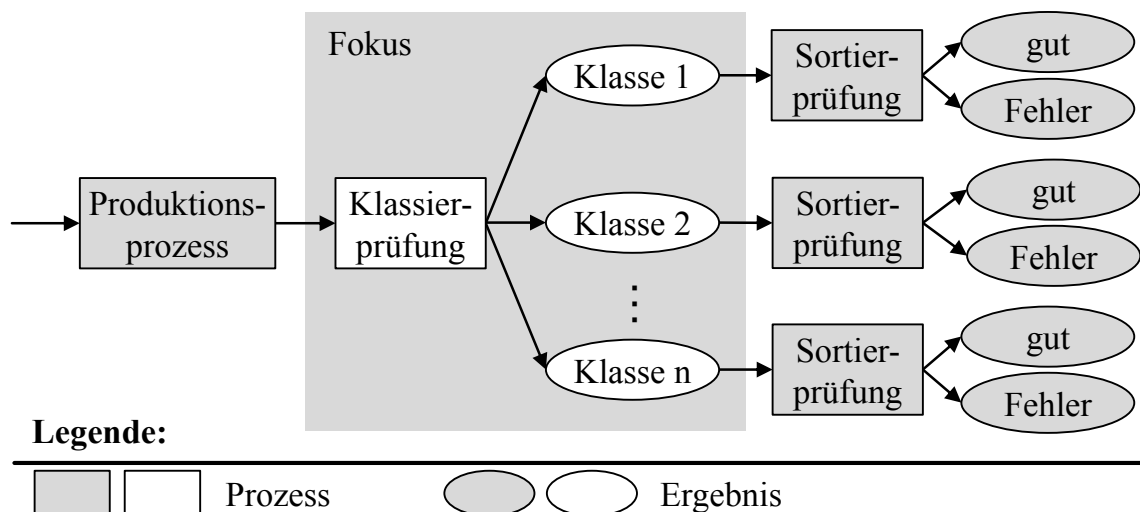 Fokus
Produktions-
prozess
Klassier-
prüfung
Klasse 1
Klasse 2
⋮
Klasse n
Sortier-
prüfung
gut
Fehler
Sortier-
prüfung
gut
Fehler
Sortier-
prüfung
gut
Fehler
Legende:
Prozess
Ergebnis